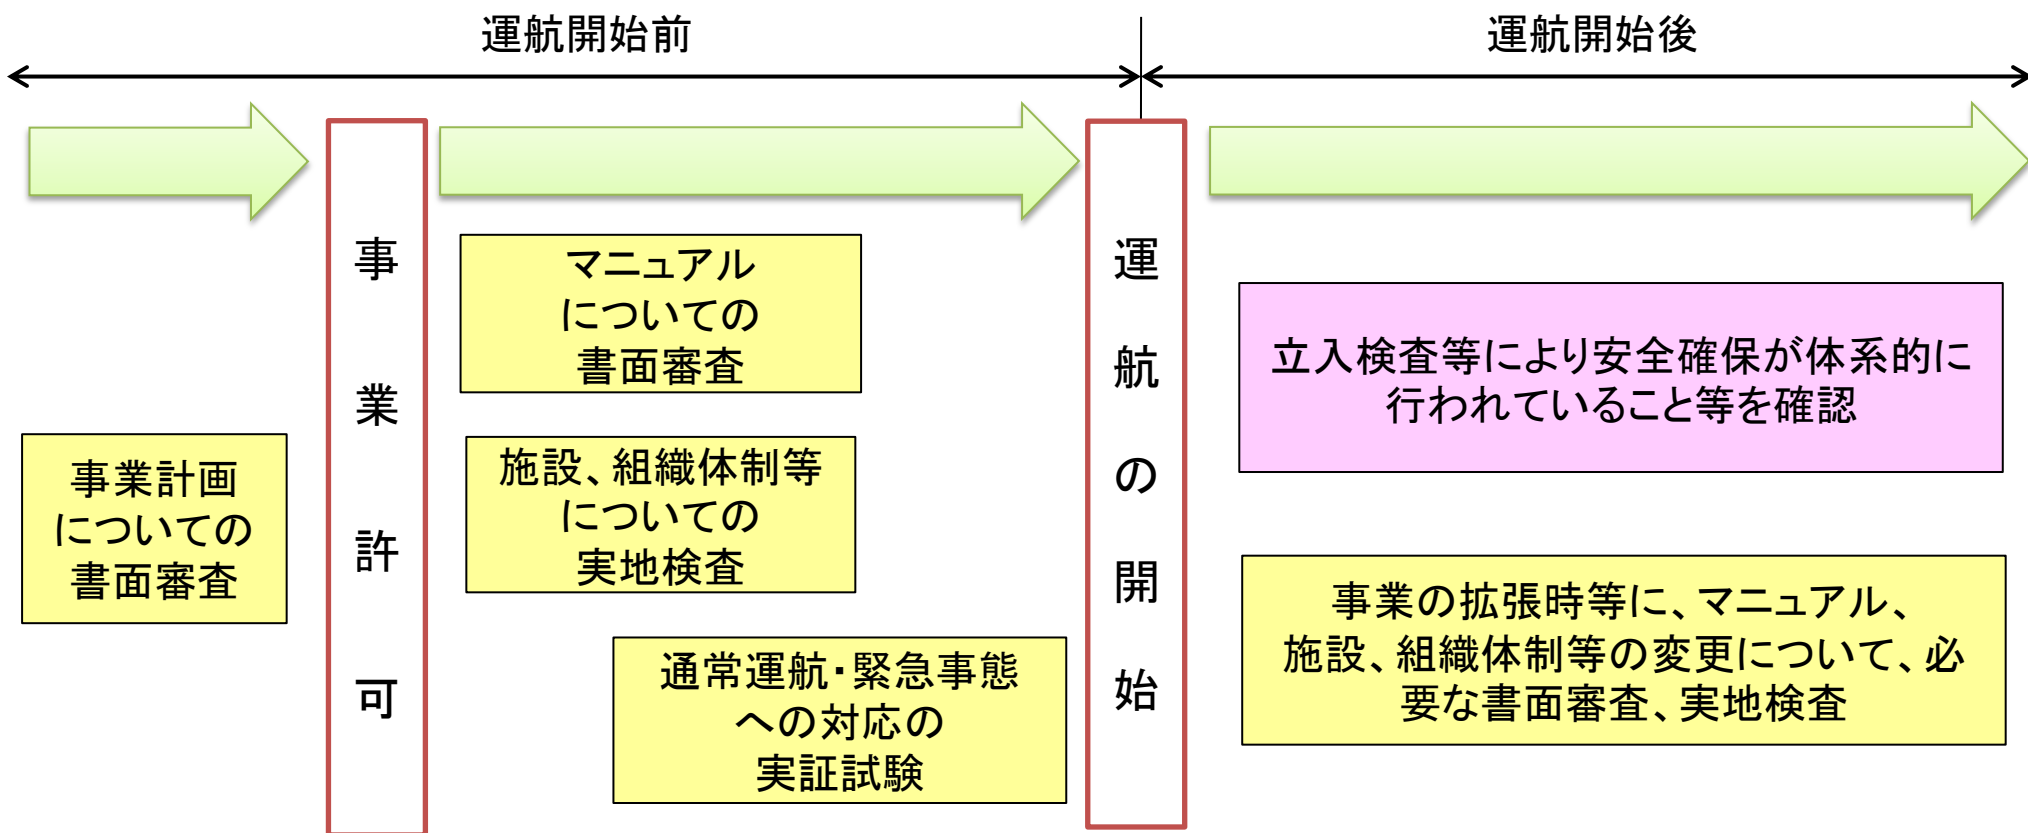 運航開始前
運航開始後
事業計画
についての
書面審査
事業許可
マニュアル
についての
書面審査
施設、組織体制等
についての
実地検査
通常運航・緊急事態
への対応の
実証試験
運航の開始
立入検査等により安全確保が体系的に
行われていること等を確認
事業の拡張時等に、マニュアル、
施設、組織体制等の変更について、必
要な書面審査、実地検査